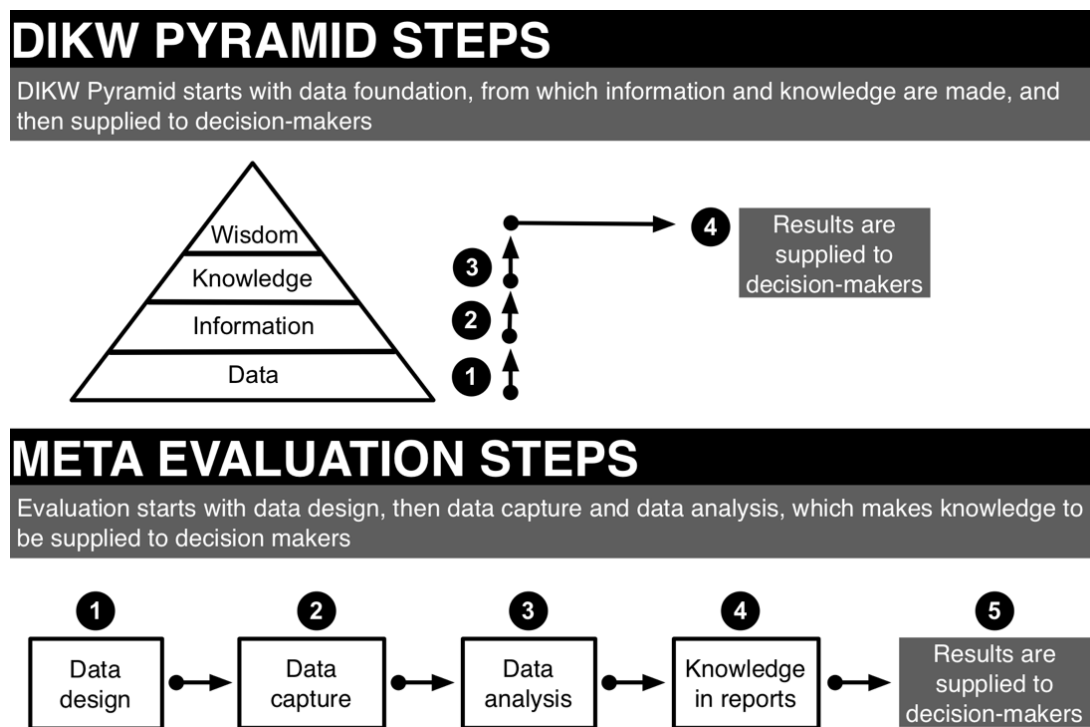 DIKW PYRAMID STEPS
DIKW Pyramid starts with data foundation, from which information and knowledge are made, and
then supplied to decision-makers
Wisdom
Knowledge
Information
Data
3
2
1
4
Results are
supplied to
decision-makers
META EVALUATION STEPS
Evaluation starts with data design, then data capture and data analysis, which makes knowledge to
be supplied to decision makers
1
Data
design
2
Data
capture
3
Data
analysis
4
Knowledge
in reports
5
Results are
supplied to
decision-makers